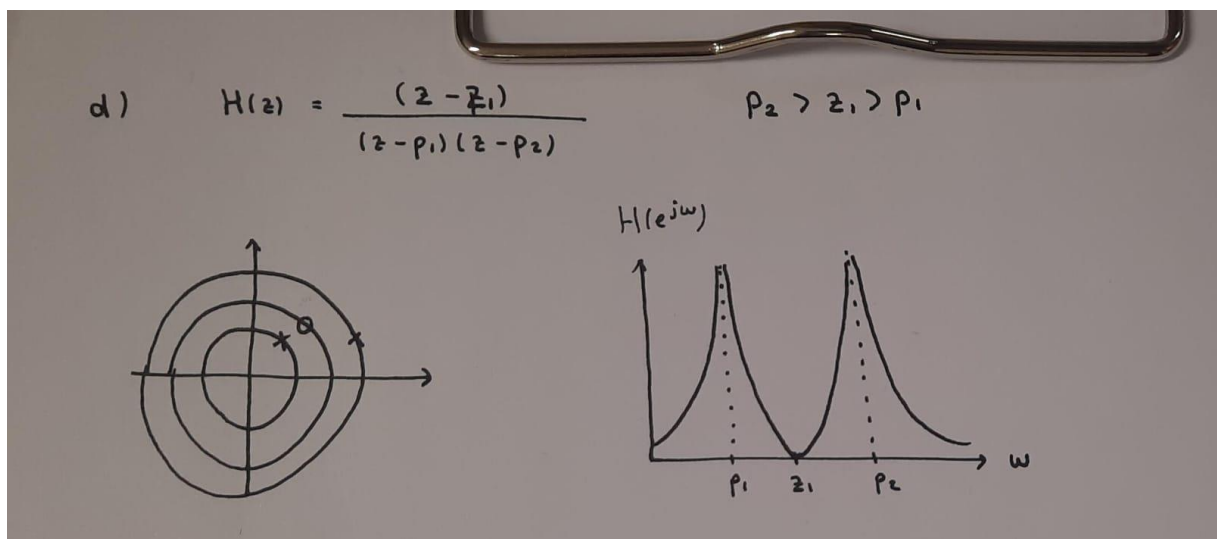 d) H(z) = (z - z₁) / (z - p₁)(z - p₂) p₂ > z₁ > p₁
H(e^jω)
p₁ z₁ p₂ ω